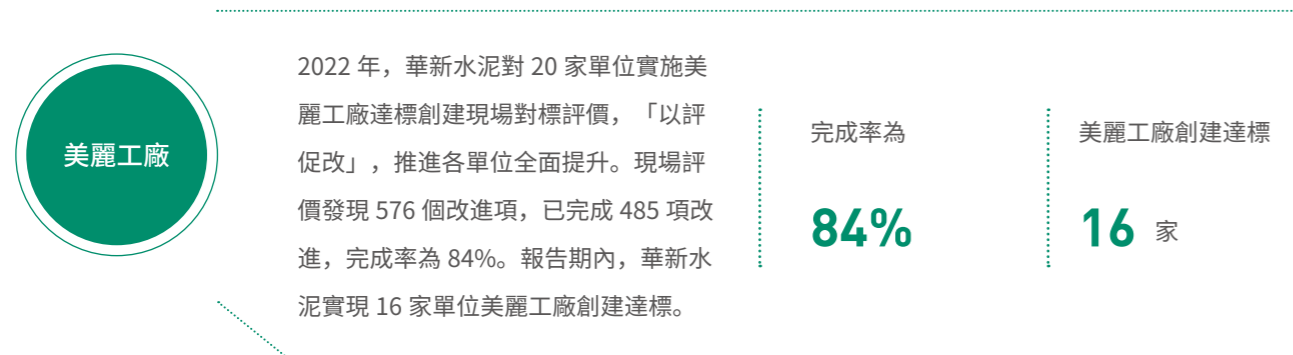 美麗工廠
2022 年，華新水泥對 20 家單位實施美
麗工廠達標創建現場對標評價，「以評
促改」，推進各單位全面提升。現場評
價發現 576 個改進項，已完成 485 項改
進，完成率為 84%。報告期內，華新水
泥實現 16 家單位美麗工廠創建達標。
完成率為
84%
美麗工廠創建達標
16 家